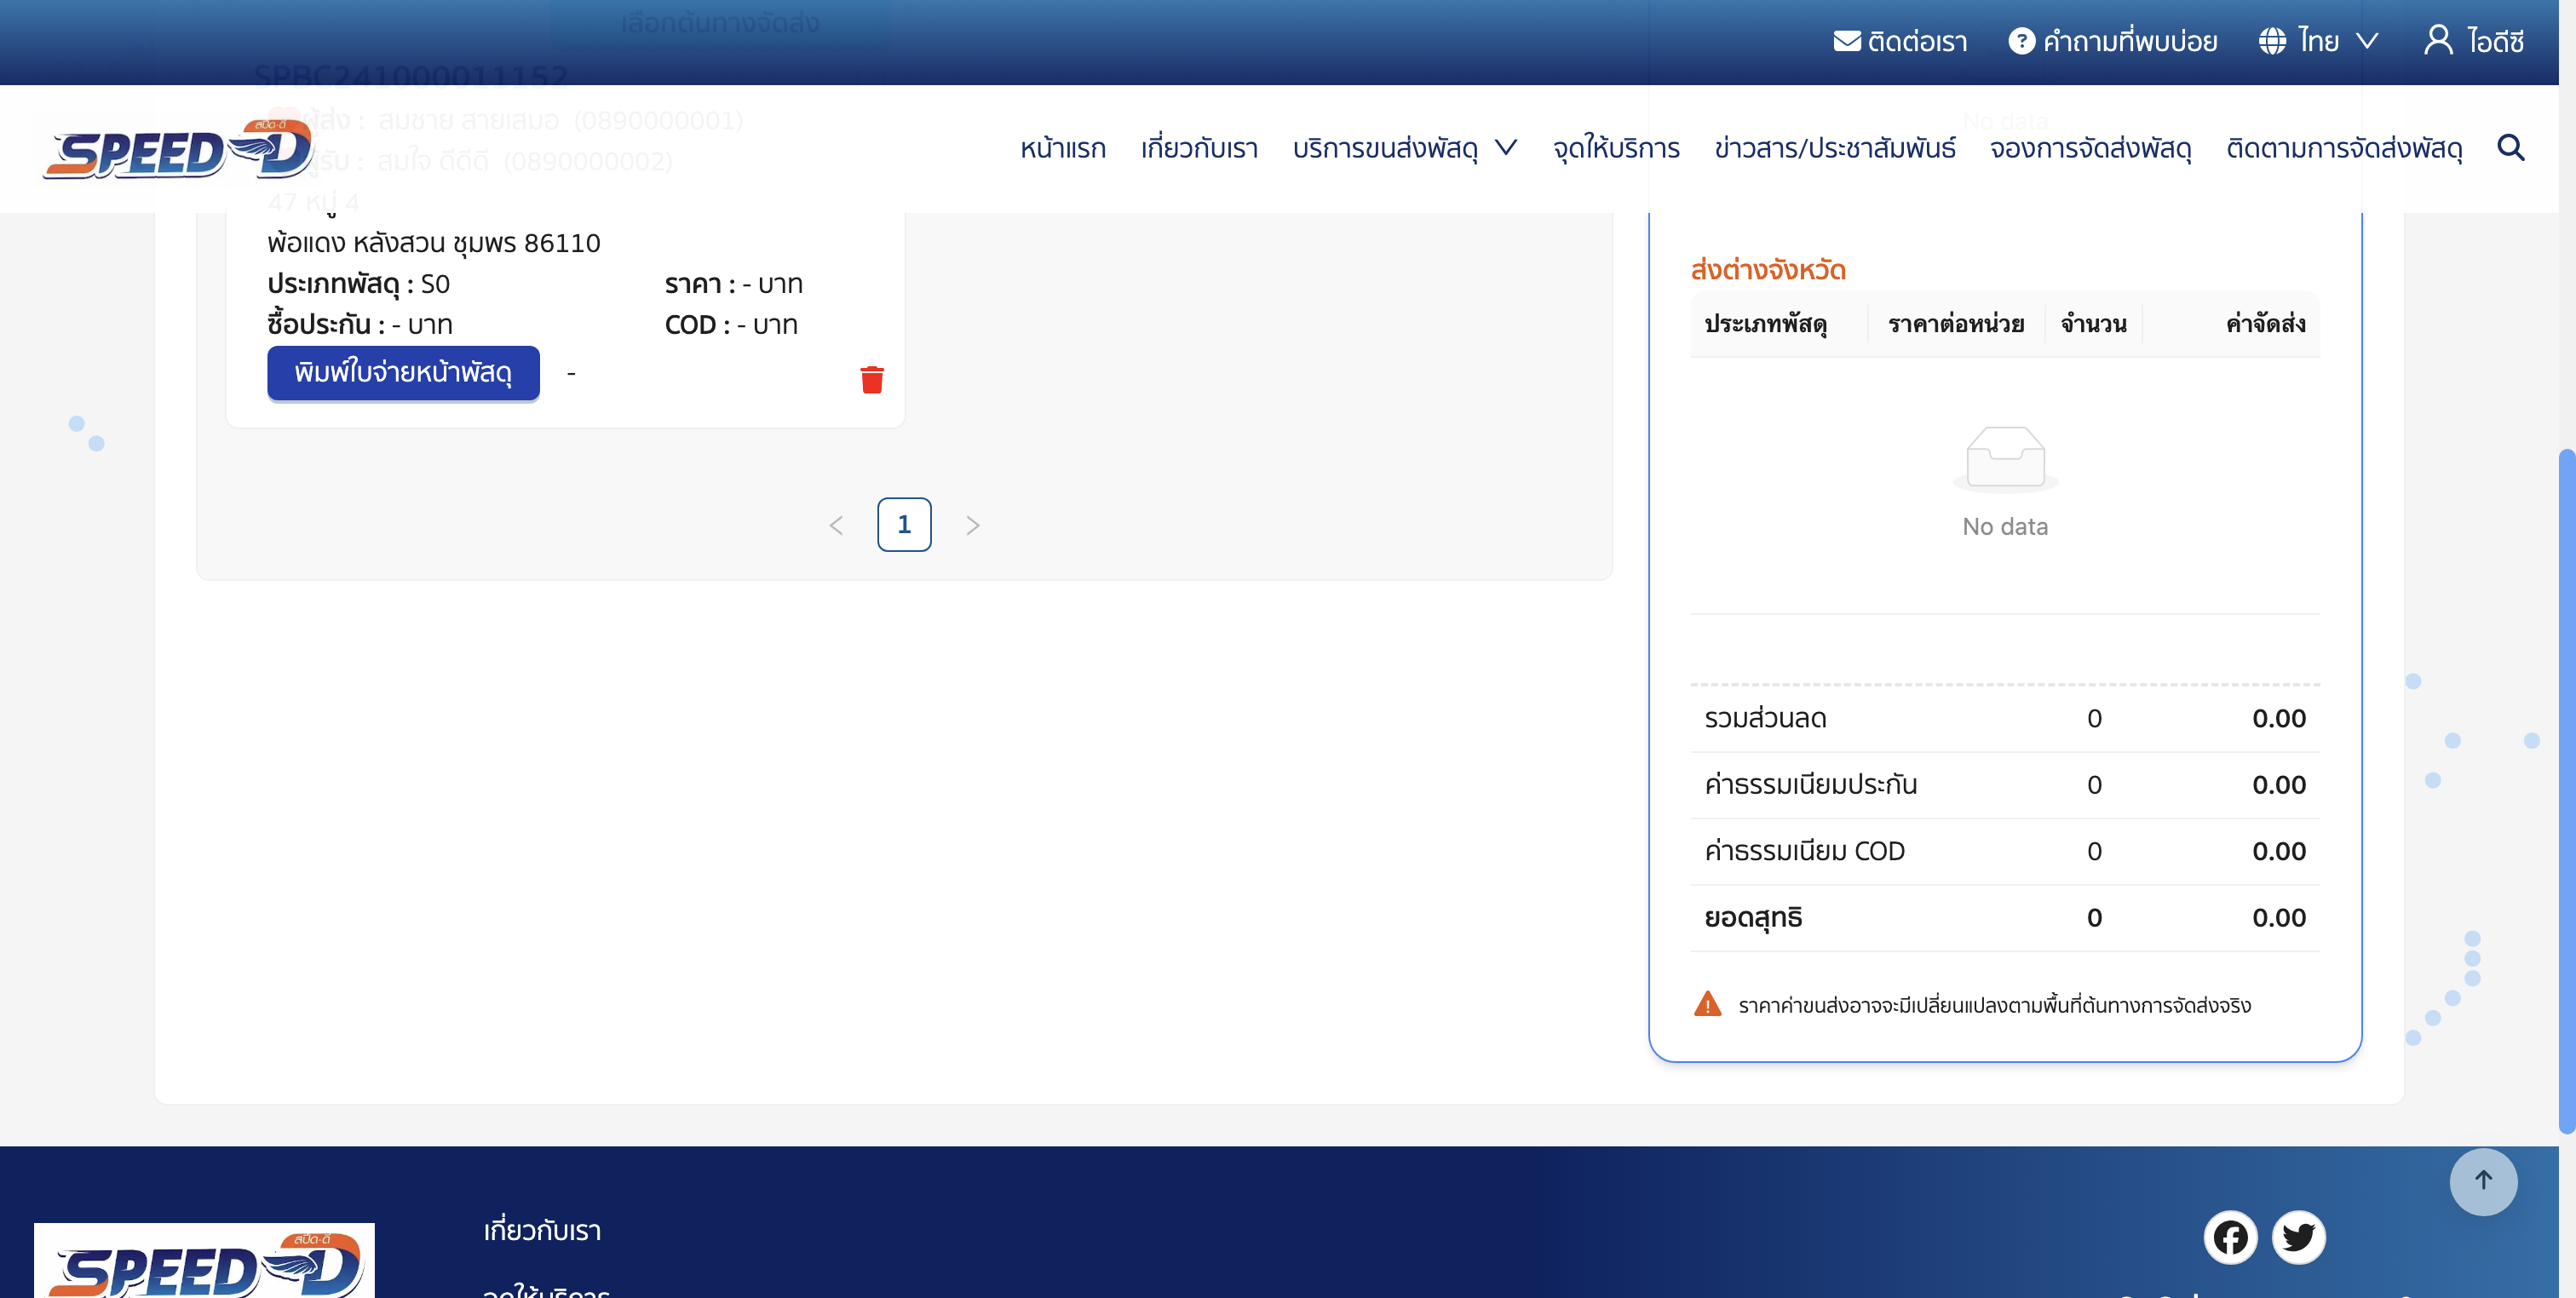 เลือกต้นทางจัดส่ง
ติดต่อเรา
คำถามที่พบบ่อย
ไทย
ไอดีซี
SPBC241000011152
ผู้ส่ง : สมชาย สายเสมอ (0890000001)
No data
สปีด-ดี
SPEED-D
หน้าแรก
เกี่ยวกับเรา
บริการขนส่งพัสดุ
จุดให้บริการ
ข่าวสาร/ประชาสัมพันธ์
จองการจัดส่งพัสดุ
ติดตามการจัดส่งพัสดุ
ผู้รับ : สมใจ ดีดีดี (0890000002)
47 หมู่ 4
พ้อแดง หลังสวน ชุมพร 86110
ประเภทพัสดุ : S0
ราคา : - บาท
ซื้อประกัน : - บาท
COD : - บาท
พิมพ์ใบจ่ายหน้าพัสดุ
-
< 1 >
ส่งต่างจังหวัด
ประเภทพัสดุ ราคาต่อหน่วย จำนวน ค่าจัดส่ง
No data
รวมส่วนลด 0 0.00
ค่าธรรมเนียมประกัน 0 0.00
ค่าธรรมเนียม COD 0 0.00
ยอดสุทธิ 0 0.00
ราคาค่าขนส่งอาจจะมีเปลี่ยนแปลงตามพื้นที่ต้นทางการจัดส่งจริง
เกี่ยวกับเรา
สปีด-ดี
SPEED-D
จุดให้บริการ